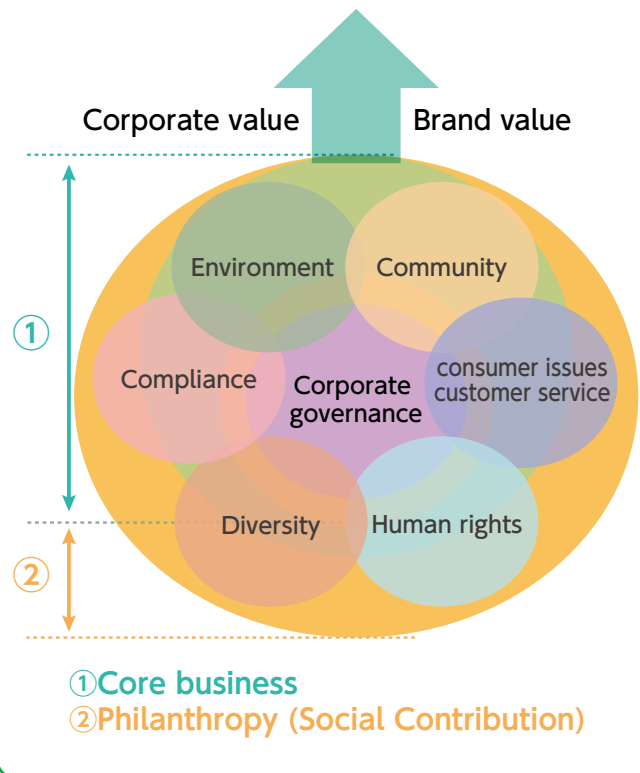 Corporate value
Brand value
Environment
Community
①
Compliance
Corporate
governance
consumer issues
customer service
Diversity
Human rights
②
①Core business
②Philanthropy (Social Contribution)